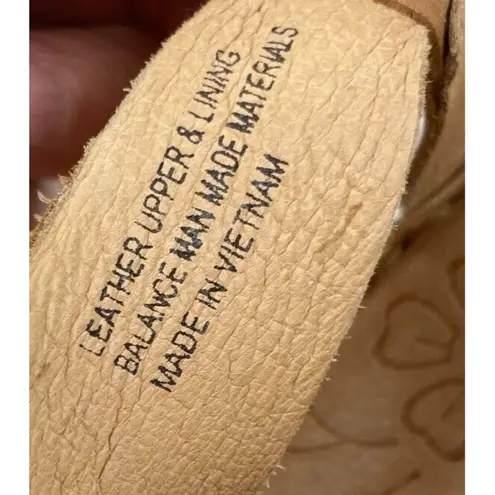 LEATHER UPPER & LINING
BALANCE MAN MADE MATERIALS
MADE IN VIETNAM